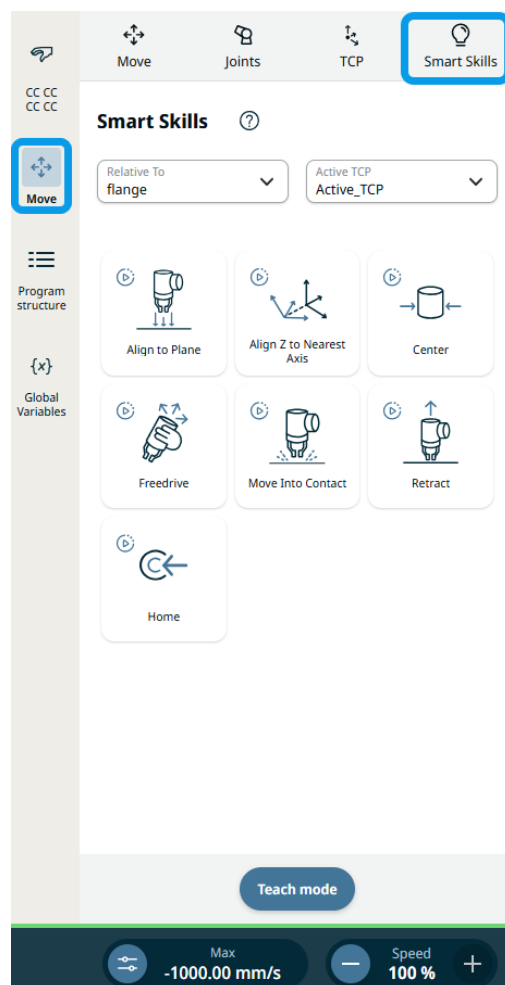 Move
Joints
TCP
Smart Skills
CC CC
CC CC
Move
Program
structure
{x}
Global
Variables
Smart Skills
?
Relative To
flange
Active TCP
Active_TCP
Align to Plane
Align Z to Nearest
Axis
Center
Freedrive
Move Into Contact
Retract
Home
Teach mode
Max
-1000.00 mm/s
Speed
100 %